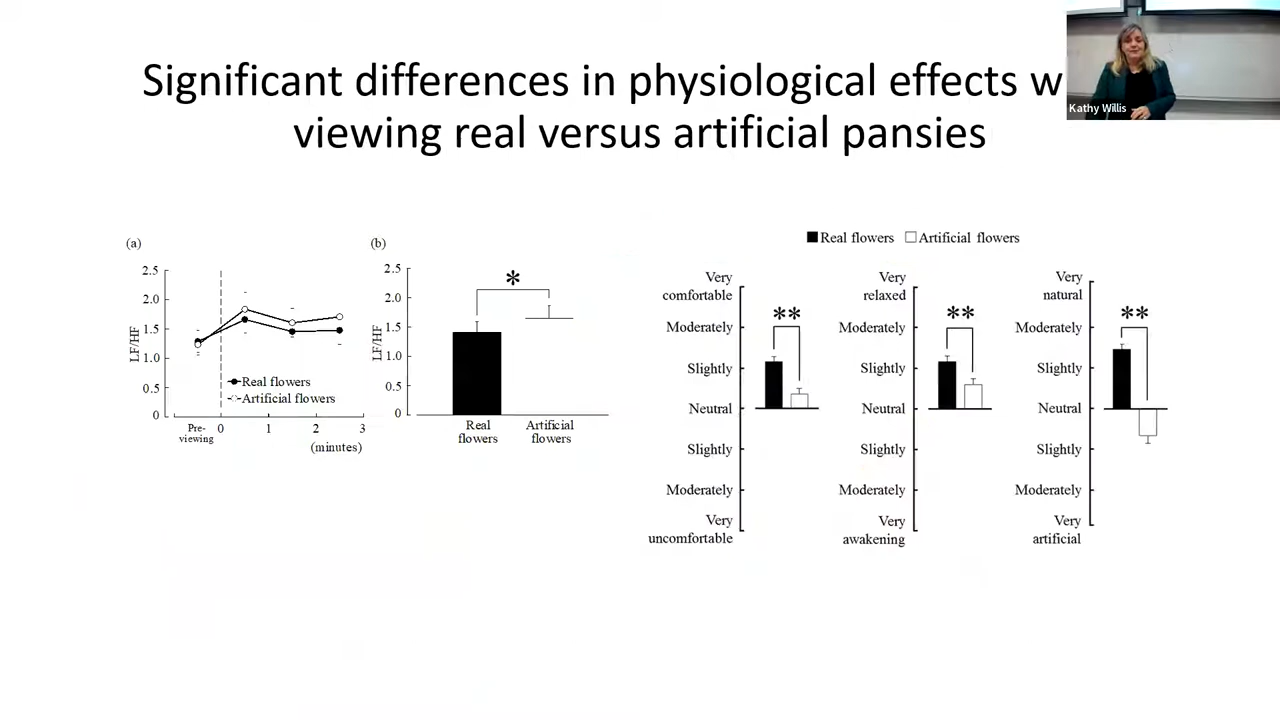 Significant differences in physiological effects w
viewing real versus artificial pansies
Kathy Willis
(a)
2.5
2.0
1.5
1.0
0.5
0
LF/HF
Real flowers
Artificial flowers
Pre-
viewing
0
1
2
3
(minutes)
(b)
2.5
2.0
1.5
1.0
0.5
0
LF/HF
*
Real
flowers
Artificial
flowers
Real flowers
Artificial flowers
Very
comfortable
Moderately
Slightly
Neutral
Slightly
Moderately
Very
uncomfortable
**
Very
relaxed
Moderately
Slightly
Neutral
Slightly
Moderately
Very
awakening
**
Very
natural
Moderately
Slightly
Neutral
Slightly
Moderately
Very
artificial
**